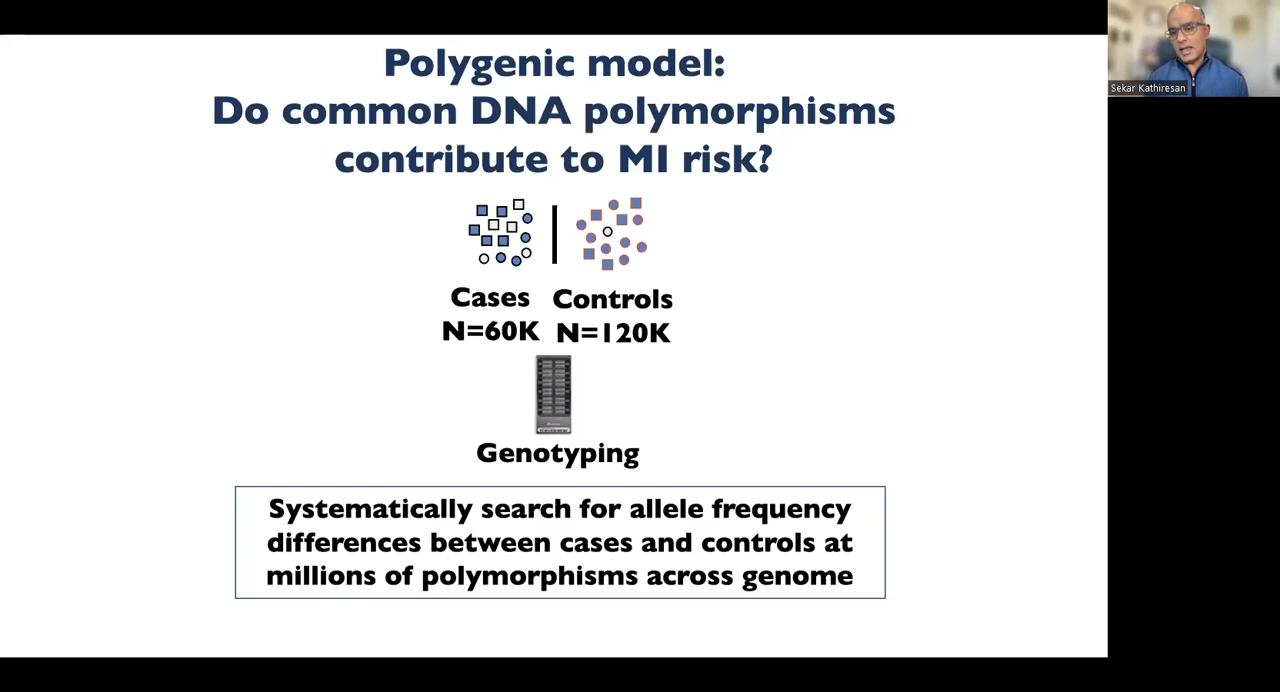 Polygenic model:
Do common DNA polymorphisms
contribute to MI risk?
Sekar Kathiresan
Cases
N=60K
Controls
N=120K
Genotyping
Systematically search for allele frequency
differences between cases and controls at
millions of polymorphisms across genome